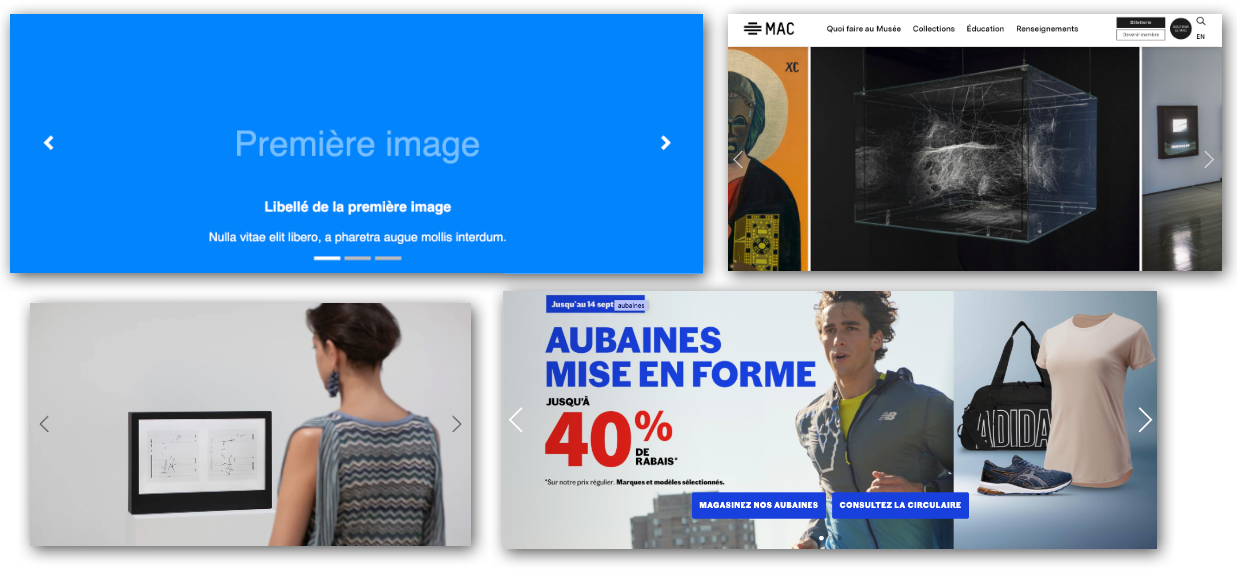 Première image
Libellé de la première image
Nulla vitae elit libero, a pharetra augue mollis interdum.
MAC
Quoi faire au Musée Collections Éducation Renseignements
Billetterie
Devenir membre
EN
XC
Jusqu'au 14 sept
aubaines
AUBAINES
MISE EN FORME
JUSQU'À
40%
DE
RABAIS*
*Sur notre prix régulier. Marques et modèles sélectionnés.
MAGASINEZ NOS AUBAINES CONSULTEZ LA CIRCULAIRE
NB
ADIDA